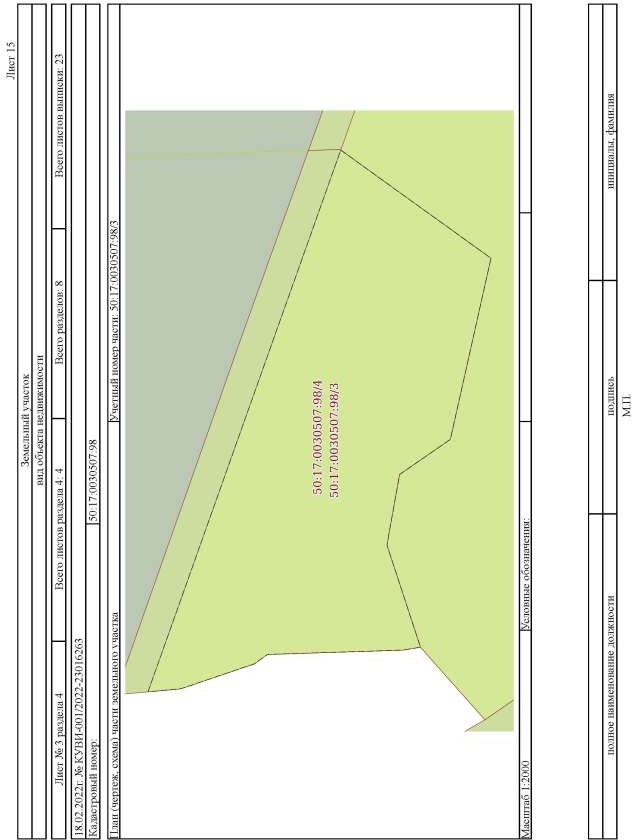 Лист 15
Земельный участок
вид объекта недвижимости
Лист № 3 раздела 4 Всего листов раздела 4: 4 Всего разделов: 8 Всего листов выписки: 23
18.02.2022г. № КУВИ-001/2022-23016263
Кадастровый номер: 50:17:0030507:98
План (чертеж, схема) части земельного участка Учетный номер части: 50:17:0030507:98/3
50:17:0030507:98/4
50:17:0030507:98/3
Масштаб 1:2000 Условные обозначения:
полное наименование должности подпись инициалы, фамилия
М.П.